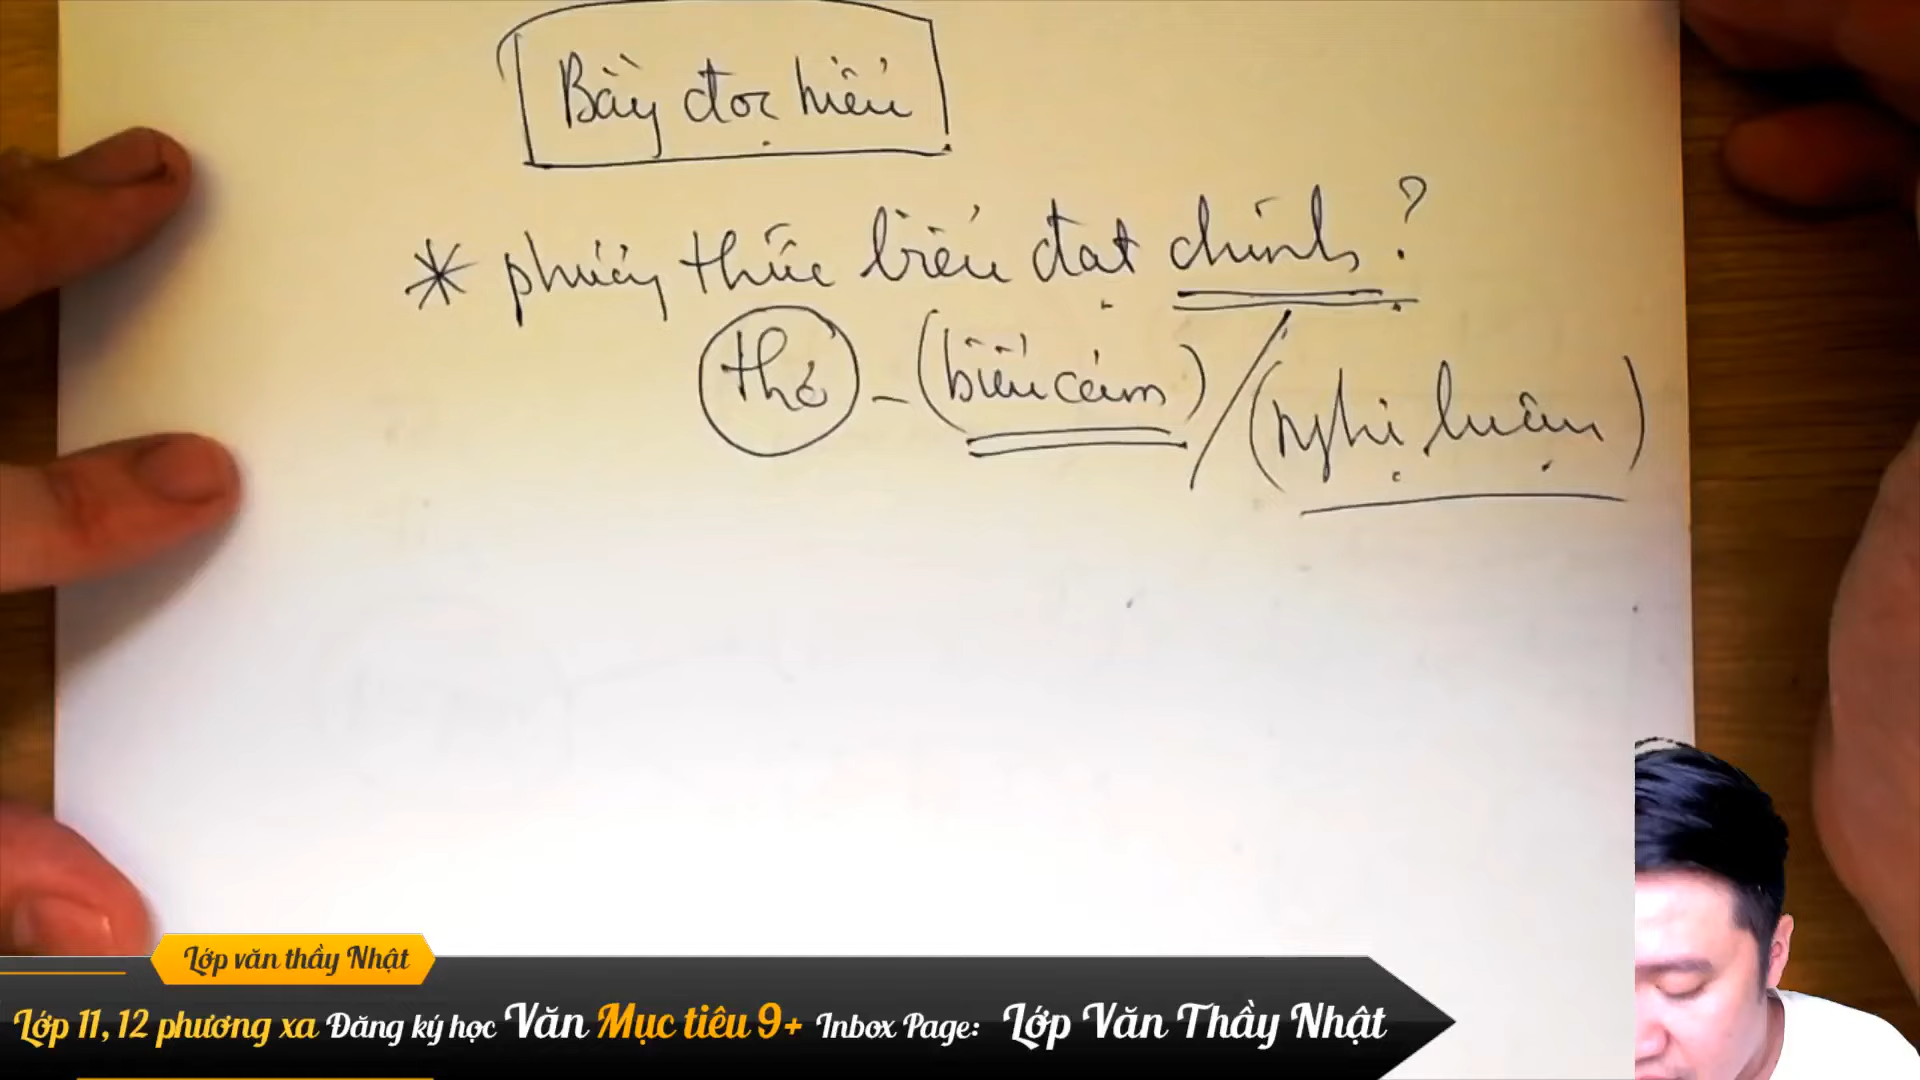 Bẫy đọc hiểu
* phương thức biểu đạt chính?
thơ - (biểu cảm) / (nghị luận)
Lớp văn thầy Nhật
Lớp 11, 12 phương xa Đăng ký học Văn Mục tiêu 9+ Inbox Page: Lớp Văn Thầy Nhật